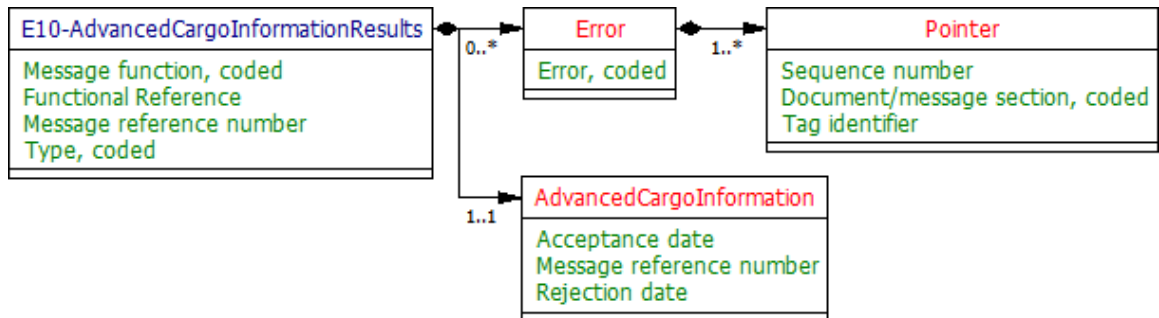 E10-AdvancedCargoInformationResults
Message function, coded
Functional Reference
Message reference number
Type, coded
0..*
Error
Error, coded
1..*
Pointer
Sequence number
Document/message section, coded
Tag identifier
1..1
AdvancedCargoInformation
Acceptance date
Message reference number
Rejection date